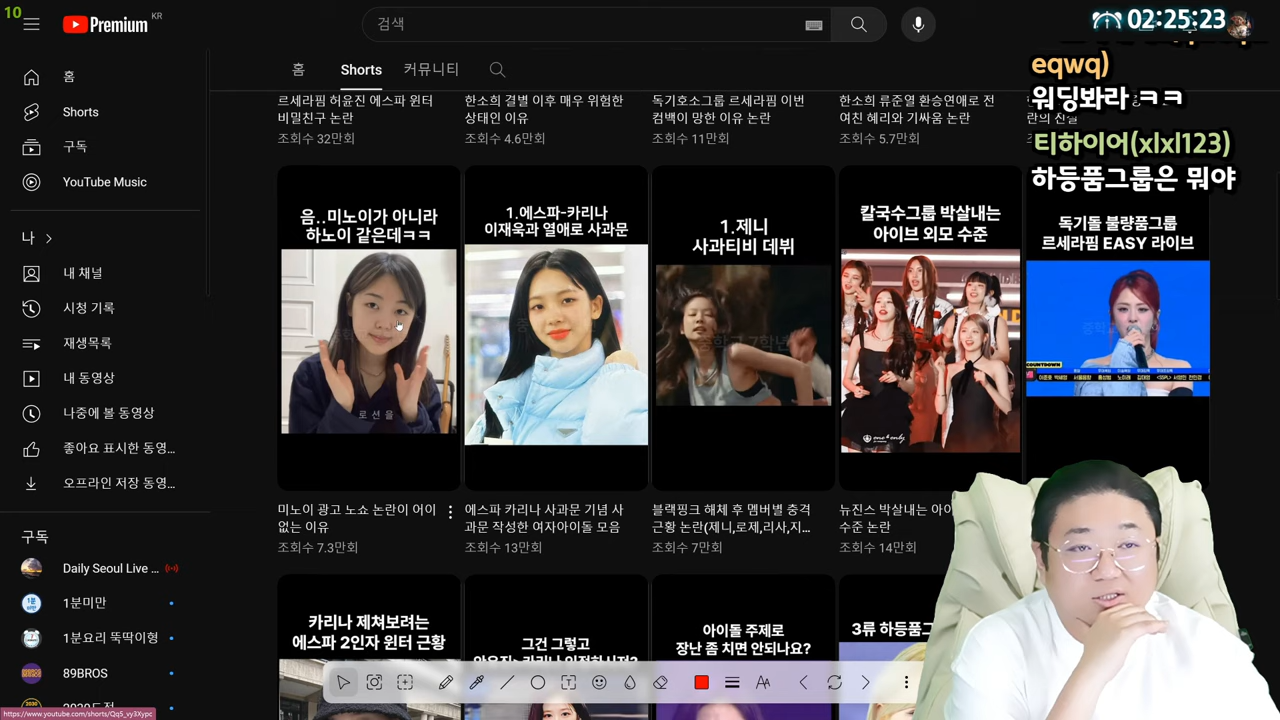 10
Premium KR
검색
02:25:23
홈
Shorts
커뮤니티
eqwq)
워딩봐라 ㅋㅋ
티하이어(xlxl123)
하등품그룹은 뭐야
홈
Shorts
구독
YouTube Music
나
내 채널
시청 기록
재생목록
내 동영상
나중에 볼 동영상
좋아요 표시한 동영...
오프라인 저장 동영...
구독
Daily Seoul Live ...
1분미만
1분요리 뚝딱이형
89BROS
르세라핌 허윤진 에스파 윈터
비밀친구 논란
조회수 32만회
한소희 결별 이후 매우 위험한
상태인 이유
조회수 4.6만회
독기호소그룹 르세라핌 이번
컴백이 망한 이유 논란
조회수 11만회
한소희 류준열 환승연애로 전
여친 혜리와 기싸움 논란
조회수 5.7만회
음..미노이가 아니라
하노이 같은데ㅋㅋ
로 션 을
미노이 광고 노쇼 논란이 어이
없는 이유
조회수 7.3만회
1.에스파-카리나
이재욱과 열애로 사과문
에스파 카리나 사과문 기념 사
과문 작성한 여자아이돌 모음
조회수 13만회
1.제니
사과티비 데뷔
블랙핑크 해체 후 멤버별 충격
근황 논란(제니,로제,리사,지...
조회수 7만회
칼국수그룹 박살내는
아이브 외모 수준
one & only
뉴진스 박살내는 아이
수준 논란
조회수 14만회
독기돌 불량품그룹
르세라핌 EASY 라이브
COUNTDOWN
카리나 제쳐보려는
에스파 2인자 윈터 근황
그건 그렇고
아이돌 주제로
장난 좀 치면 안되나요?
3류 하등품
https://www.youtube.com/shorts/Qq5_vy3Xypc